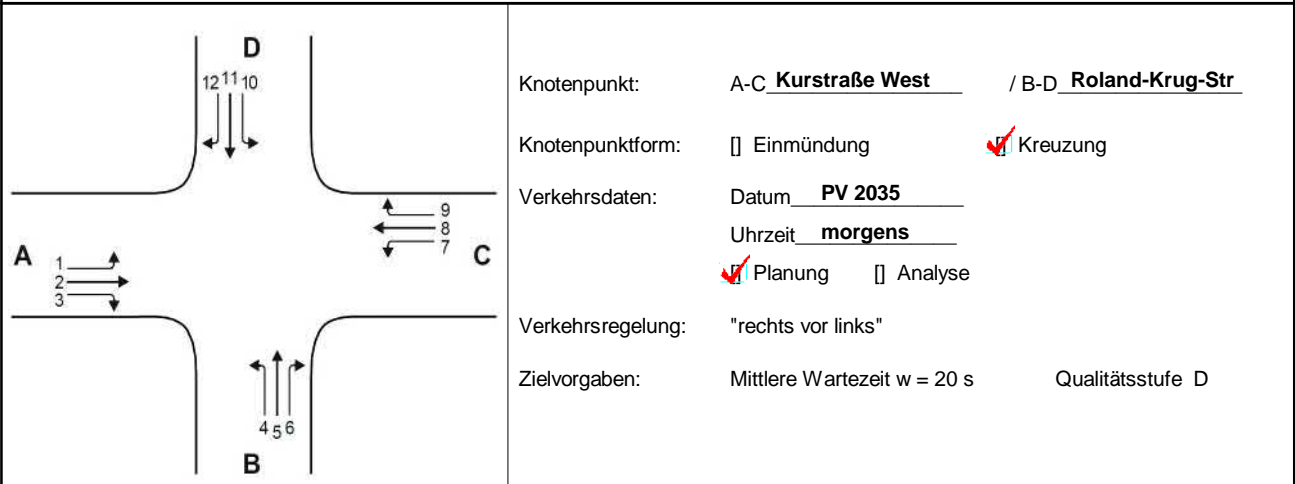 D
12 11 10
9
8
7
A
C
1
2
3
4 5 6
B
Knotenpunkt: A-C Kurstraße West / B-D Roland-Krug-Str
Knotenpunktform: [] Einmündung [] Kreuzung
Verkehrsdaten: Datum PV 2035
Uhrzeit morgens
[] Planung [] Analyse
Verkehrsregelung: "rechts vor links"
Zielvorgaben: Mittlere Wartezeit w = 20 s Qualitätsstufe D